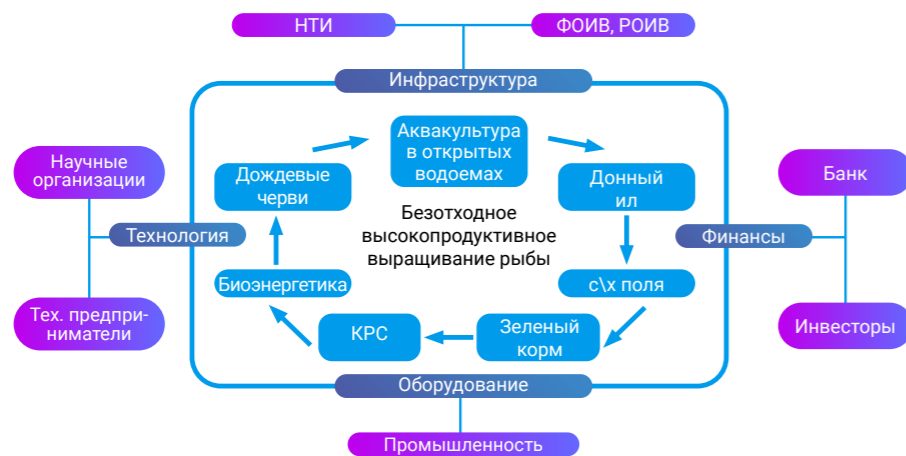 НТИ
ФОИВ, РОИВ
Инфраструктура
Аквакультура
в открытых
водоемах
Научные
организации
Дождевые
черви
Донный
ил
Банк
Безотходное
высокопродуктивное
выращивание рыбы
Технология
Финансы
Биоэнергетика
с\х поля
Тех. предпри-
ниматели
КРС
Зеленый
корм
Инвесторы
Оборудование
Промышленность